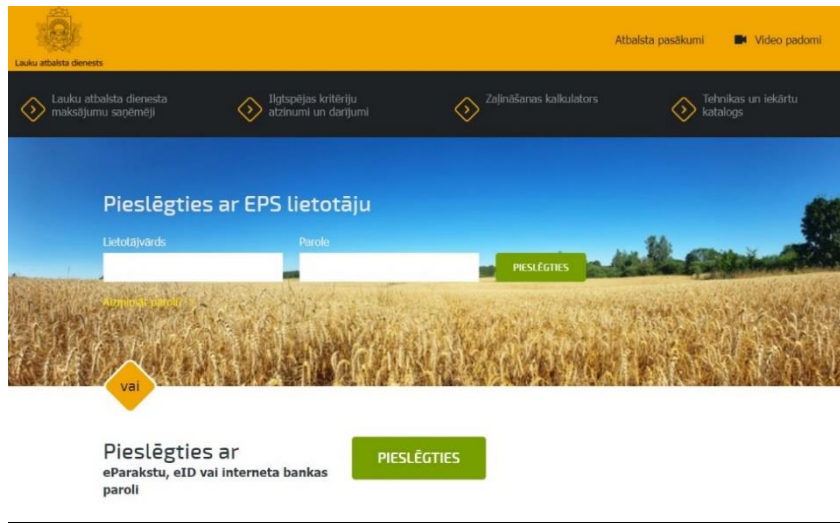 Lauku atbalsta dienests
Atbalsta pasākumi
Video padomi
Lauku atbalsta dienesta
maksājumu saņēmēji
Ilgtspējas kritēriju
atzinumi un darījumi
Zaļināšanas kalkulators
Tehnikas un iekārtu
katalogs
Pieslēgties ar EPS lietotāju
Lietotājvārds
Parole
PIESLĒGTIES
Aizmirsāt paroli?
vai
Pieslēgties ar
eParakstu, eID vai interneta bankas
paroli
PIESLĒGTIES